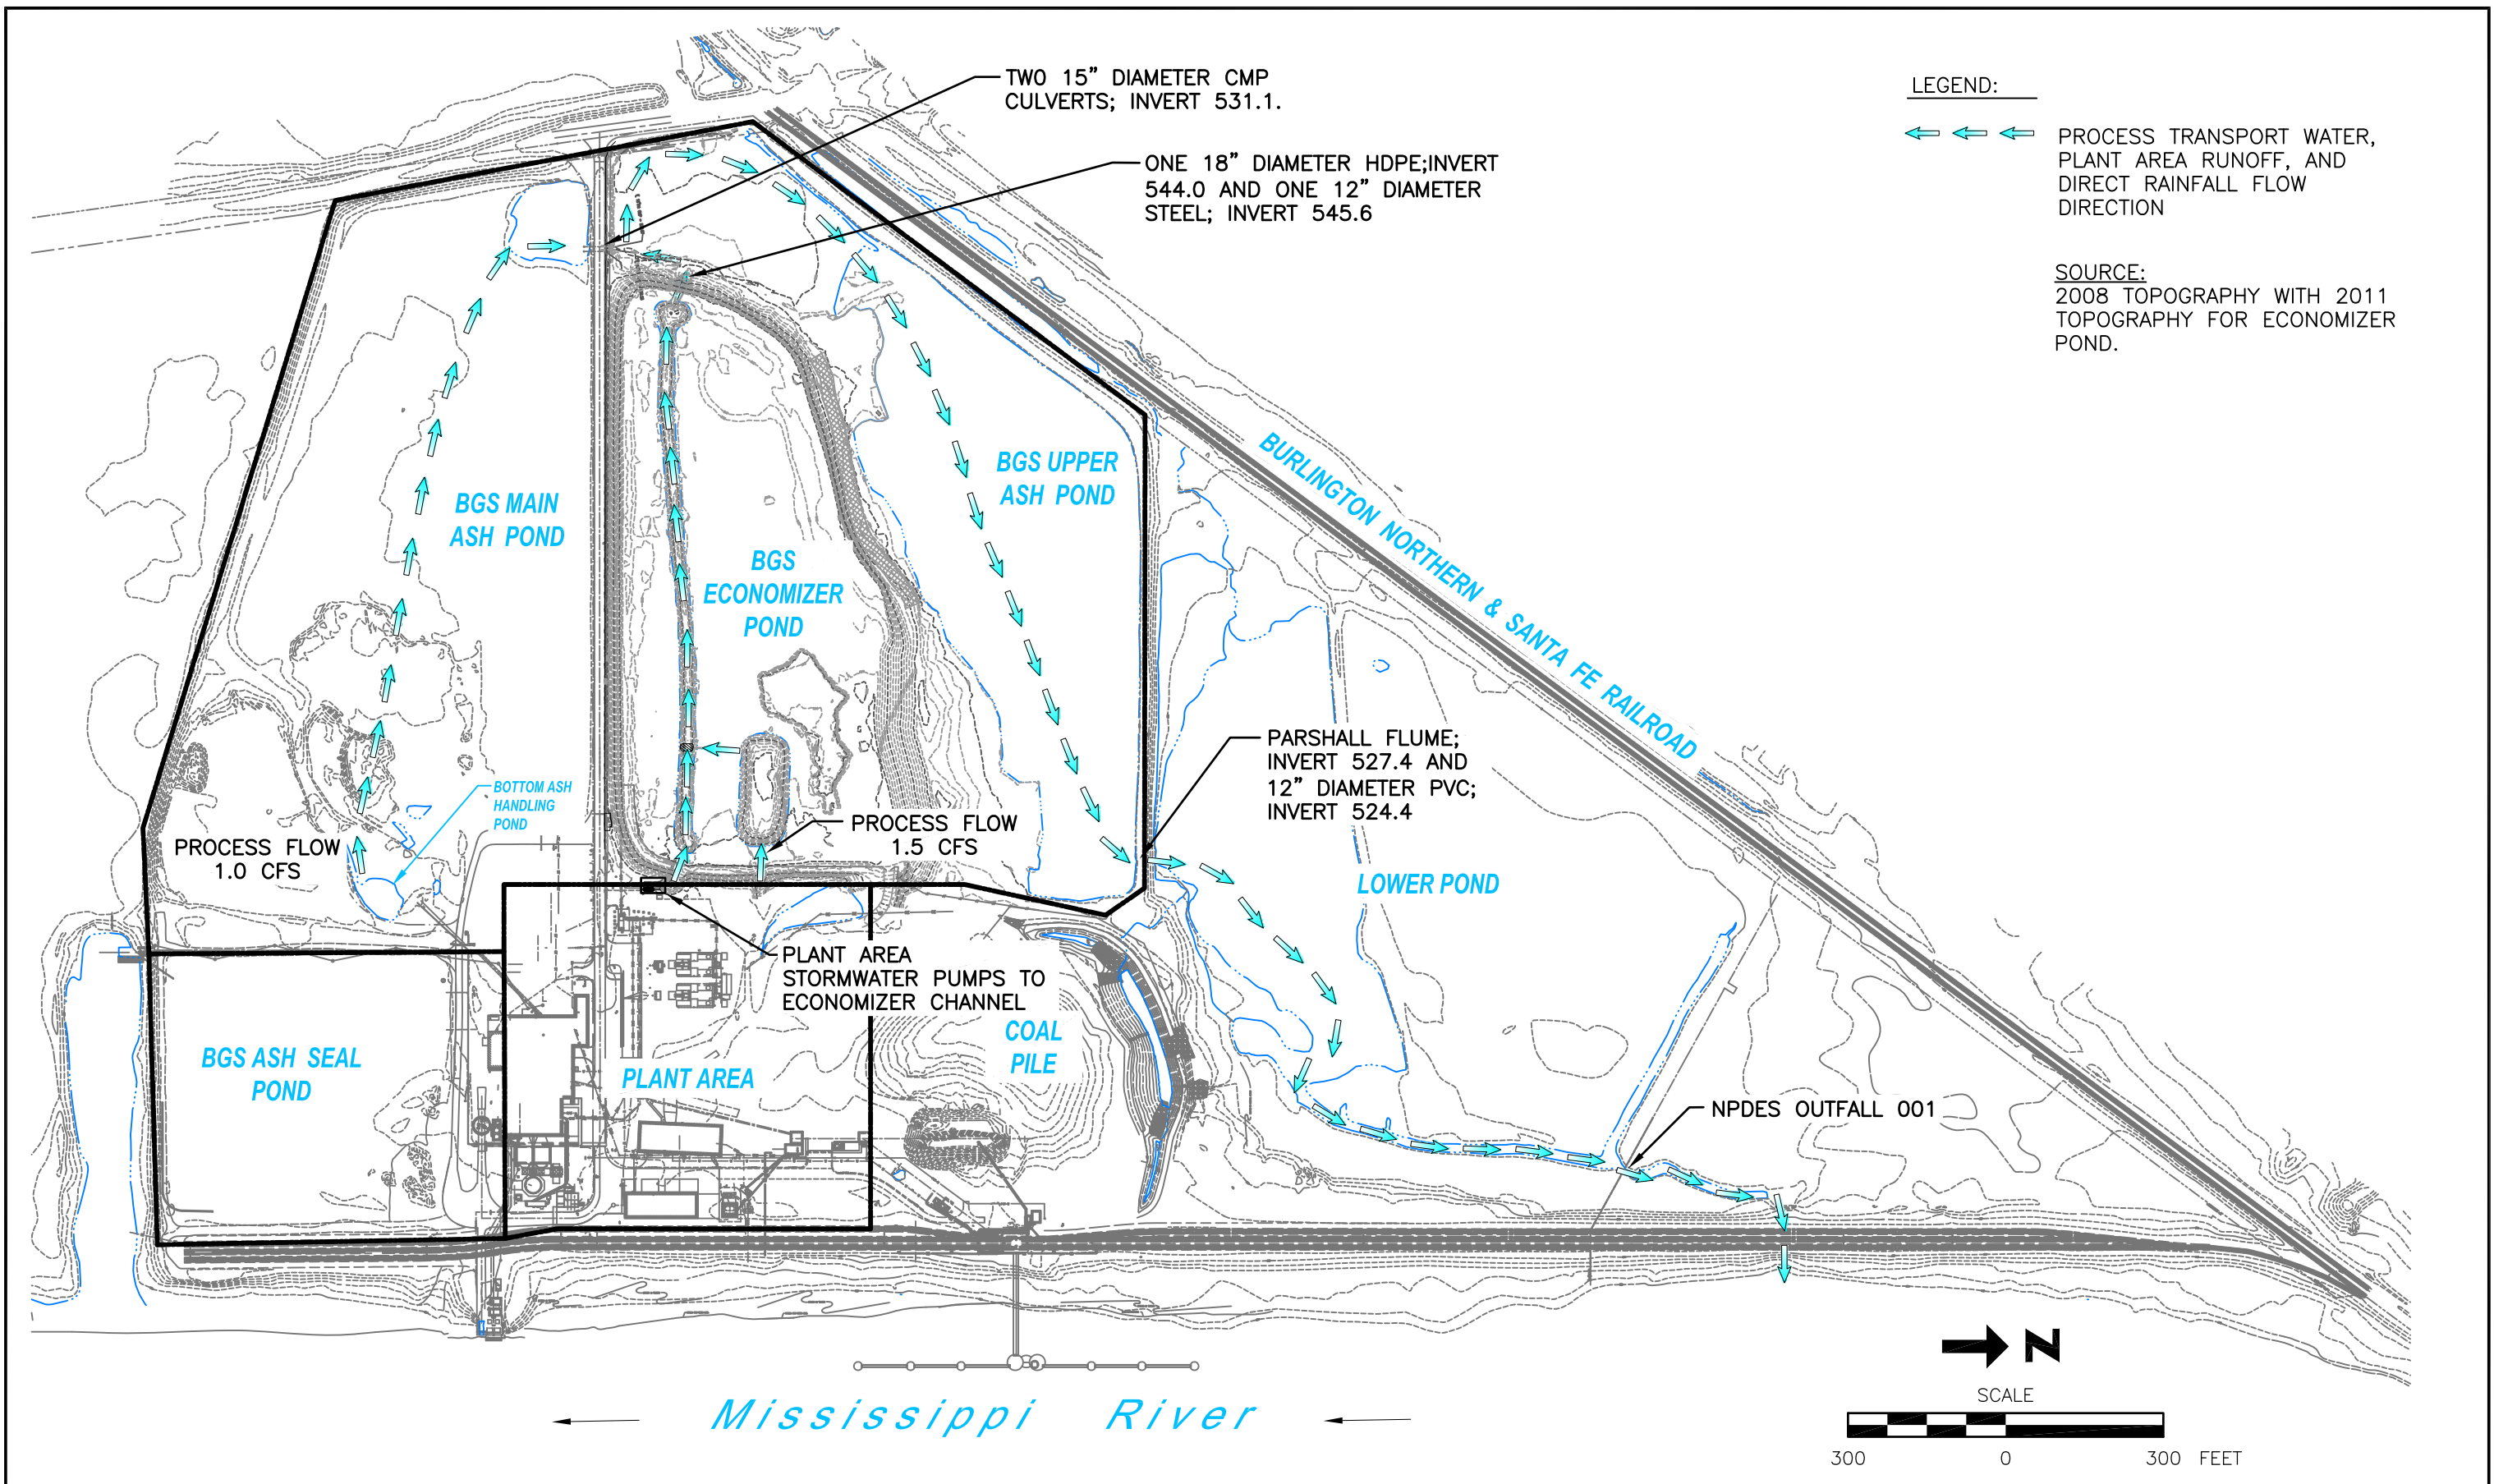 TWO 15” DIAMETER CMP
CULVERTS; INVERT 531.1.
ONE 18” DIAMETER HDPE;INVERT
544.0 AND ONE 12” DIAMETER
STEEL; INVERT 545.6
LEGEND:
PROCESS TRANSPORT WATER,
PLANT AREA RUNOFF, AND
DIRECT RAINFALL FLOW
DIRECTION
SOURCE:
2008 TOPOGRAPHY WITH 2011
TOPOGRAPHY FOR ECONOMIZER
POND.
BGS MAIN
ASH POND
BGS
ECONOMIZER
POND
BGS UPPER
ASH POND
BURLINGTON NORTHERN & SANTA FE RAILROAD
PARSHALL FLUME;
INVERT 527.4 AND
12” DIAMETER PVC;
INVERT 524.4
BOTTOM ASH
HANDLING
POND
PROCESS FLOW
1.0 CFS
PROCESS FLOW
1.5 CFS
LOWER POND
PLANT AREA
STORMWATER PUMPS TO
ECONOMIZER CHANNEL
BGS ASH SEAL
POND
PLANT AREA
COAL
PILE
NPDES OUTFALL 001
Mississippi River
N
SCALE
300 0 300 FEET